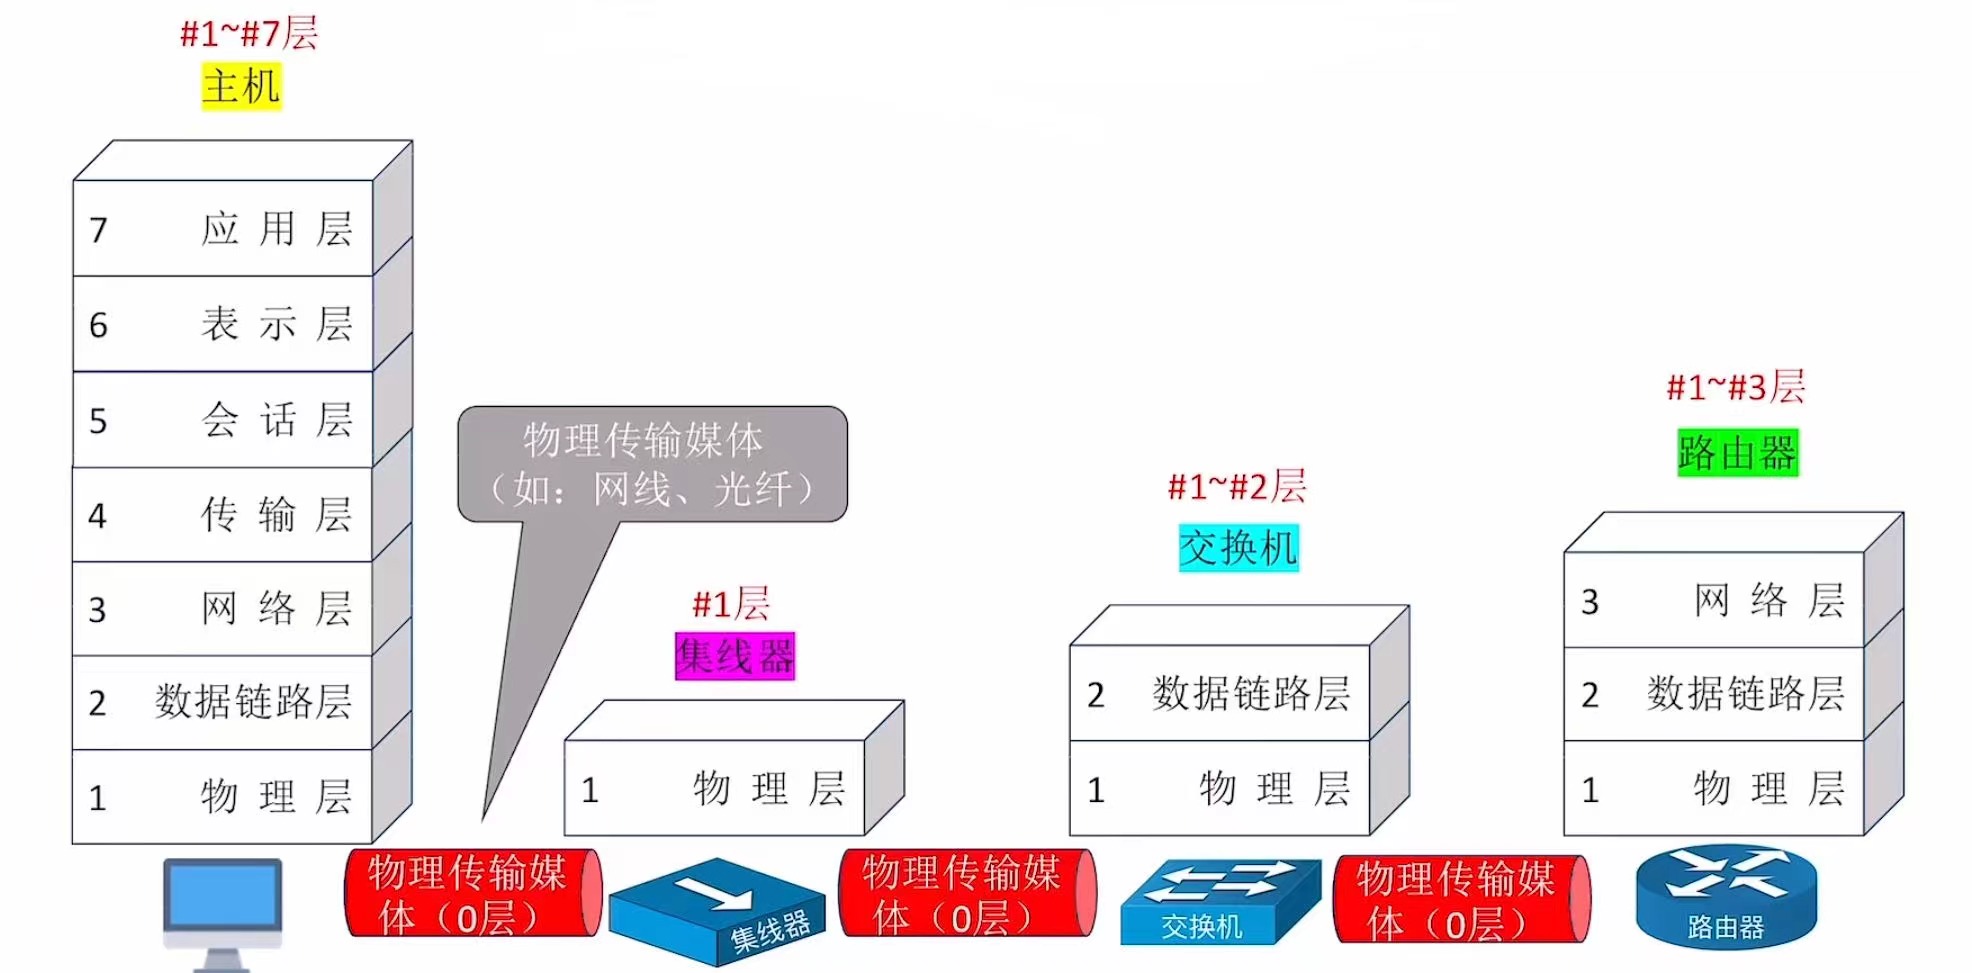 #1~#7层
主机
7 应用层
6 表示层
5 会话层
4 传输层
3 网络层
2 数据链路层
1 物理层
物理传输媒体
（如：网线、光纤）
#1层
集线器
1 物理层
#1~#2层
交换机
2 数据链路层
1 物理层
#1~#3层
路由器
3 网络层
2 数据链路层
1 物理层
物理传输媒
体（0层）
集线器
物理传输媒
体（0层）
交换机
物理传输媒
体（0层）
路由器